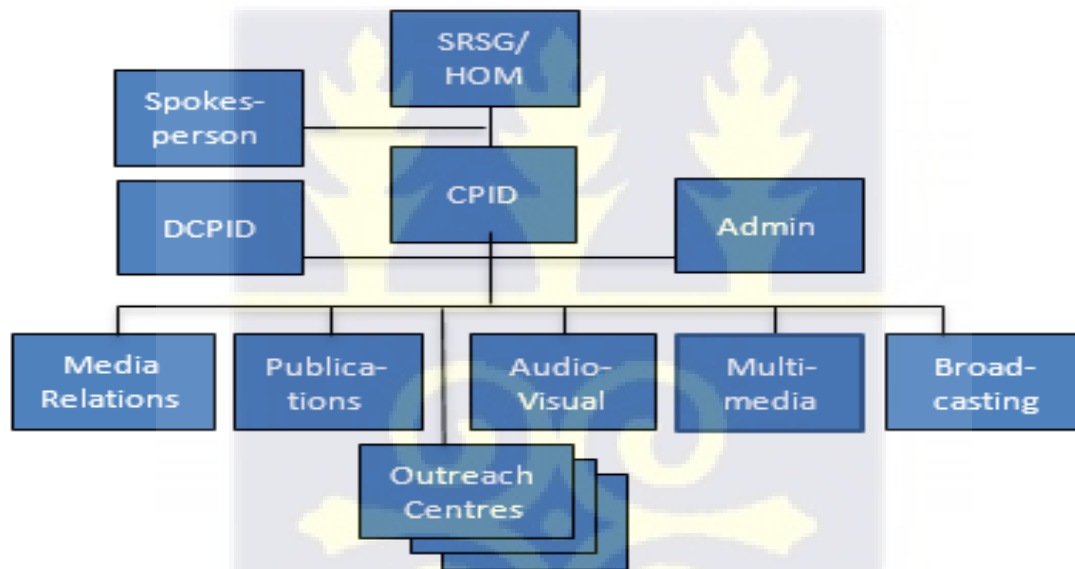 SRSG/
HOM
Spokes-
person
CPID
DCPID
Admin
Media
Relations
Publica-
tions
Audio-
Visual
Multi-
media
Broad-
casting
Outreach
Centres